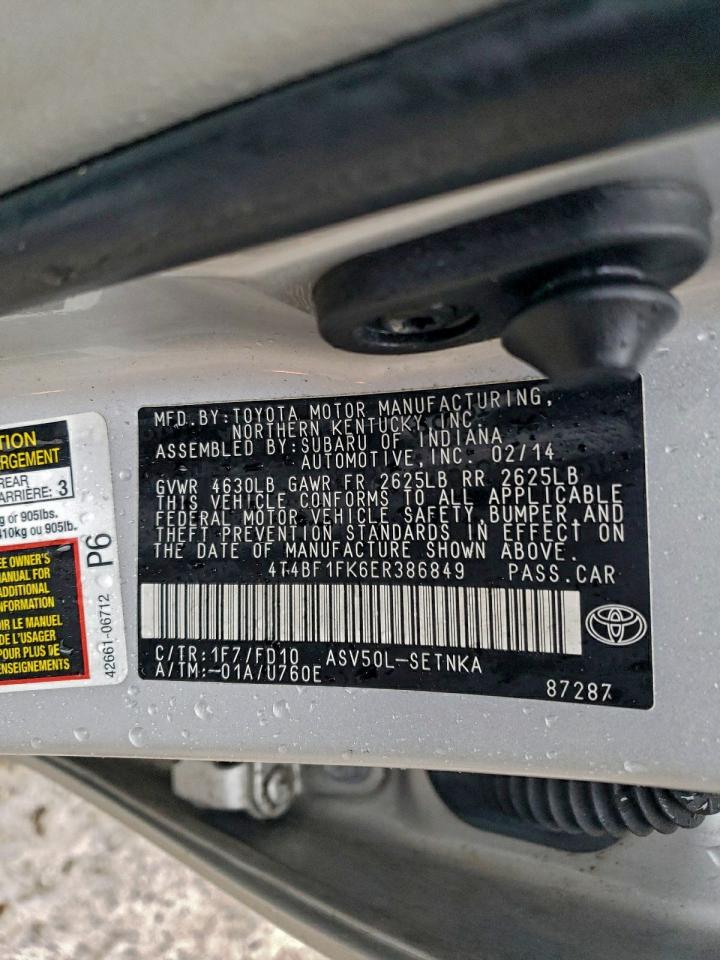 TION
ERGEMENT
REAR
ARRIÈRE: 3
g or 905lbs.
410kg ou 905lb.
EE OWNER'S
MANUAL FOR
ADDITIONAL
INFORMATION
OIR LE MANUEL
DE L'USAGER
POUR PLUS DE
P6
42661-06712
MFD.BY:TOYOTA MOTOR MANUFACTURING,
NORTHERN KENTUCKY,INC.
ASSEMBLED BY:SUBARU OF INDIANA
AUTOMOTIVE,INC. 02/14
GVWR 4630LB GAWR FR 2625LB RR 2625LB
THIS VEHICLE CONFORMS TO ALL APPLICABLE
FEDERAL MOTOR VEHICLE SAFETY,BUMPER,AND
THEFT PREVENTION STANDARDS IN EFFECT ON
THE DATE OF MANUFACTURE SHOWN ABOVE.
4T4BF1FK6ER386849 PASS.CAR
C/TR:1F7/FD10 ASV50L-SETNKA
A/TM:-01A/U760E
87287